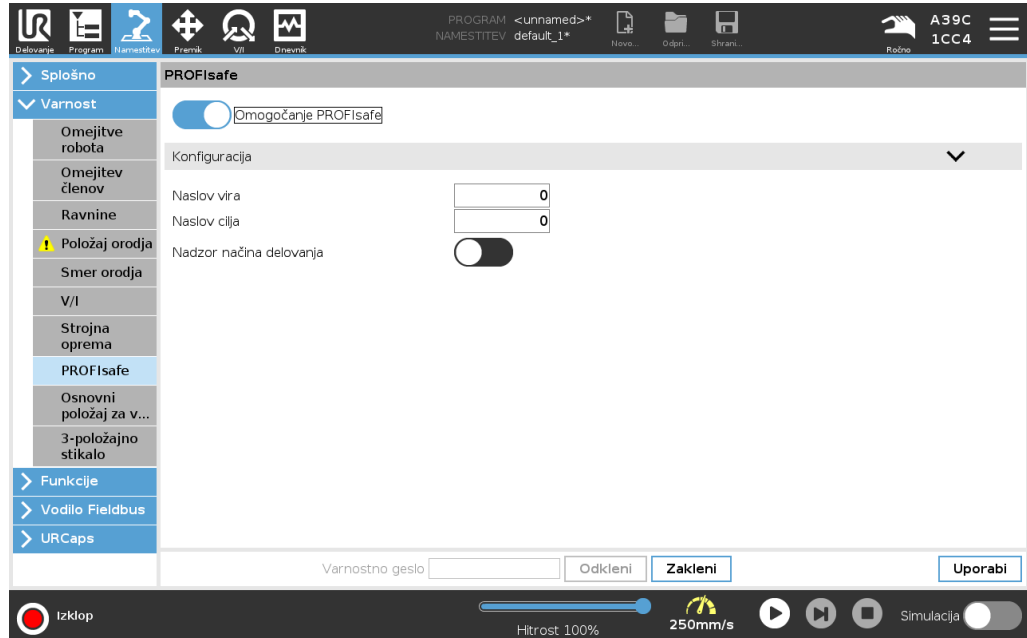 PROGRAM <unnamed>*
NAMESTITEV default_1*
Delovanje Program Namestitev Premik V/I Dnevnik
Novo... Odpri... Shrani...
Ročno
A39C
1CC4
Splošno
Varnost
Omejitve
robota
Omejitev
členov
Ravnine
Položaj orodja
Smer orodja
V/I
Strojna
oprema
PROFIsafe
Osnovni
položaj za v...
3-položajno
stikalo
Funkcije
Vodilo Fieldbus
URCaps
PROFIsafe
Omogočanje PROFIsafe
Konfiguracija
Naslov vira 0
Naslov cilja 0
Nadzor načina delovanja
Varnostno geslo Odkleni Zakleni Uporabi
Izklop
Hitrost 100%
250mm/s
Simulacija